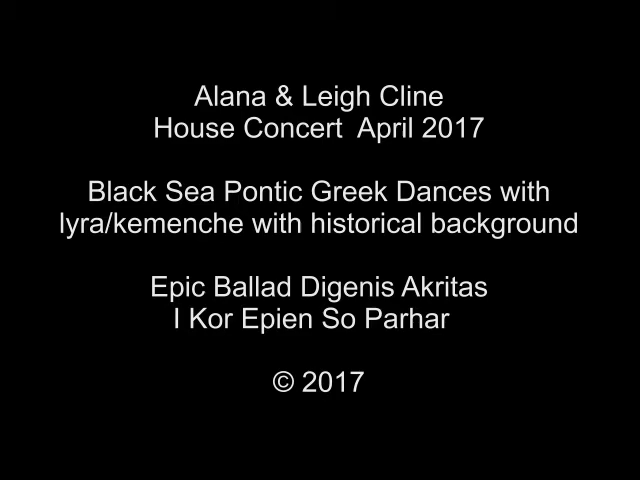 Alana & Leigh Cline
House Concert  April 2017
Black Sea Pontic Greek Dances with
lyra/kemenche with historical background
Epic Ballad Digenis Akritas
I Kor Epien So Parhar
© 2017